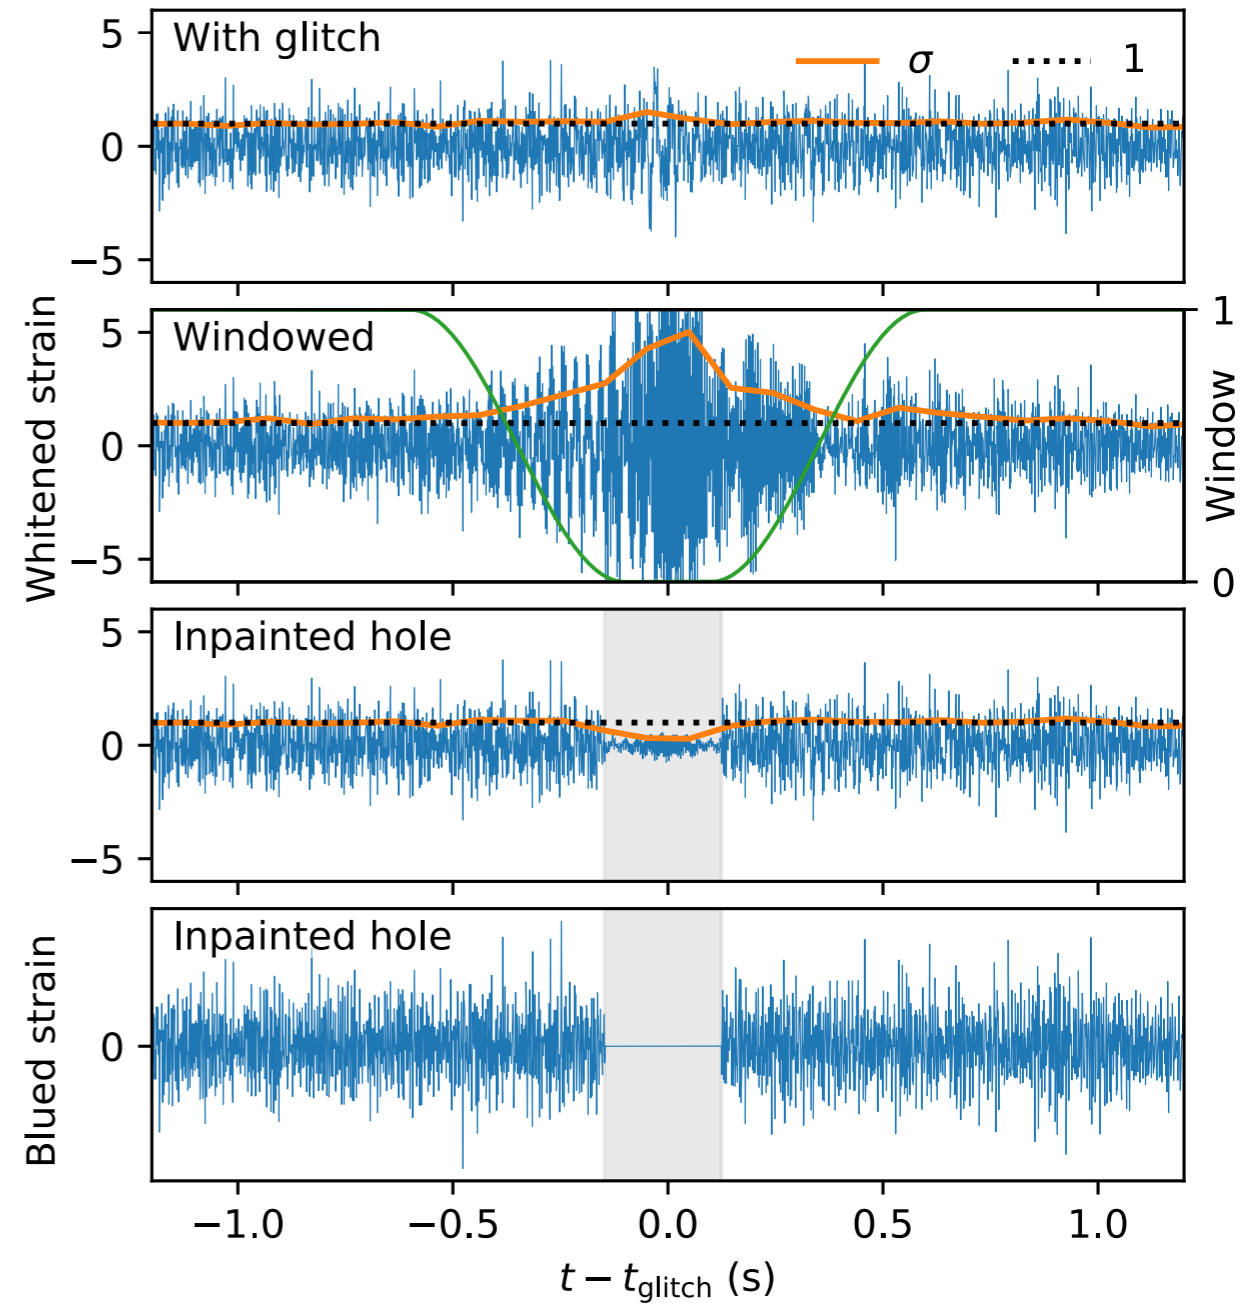 With glitch
σ
1
5
0
−5
Whitened strain
Windowed
5
0
−5
1
Window
0
Inpainted hole
5
0
−5
Blued strain
Inpainted hole
0
−1.0 −0.5 0.0 0.5 1.0
t − t_glitch (s)